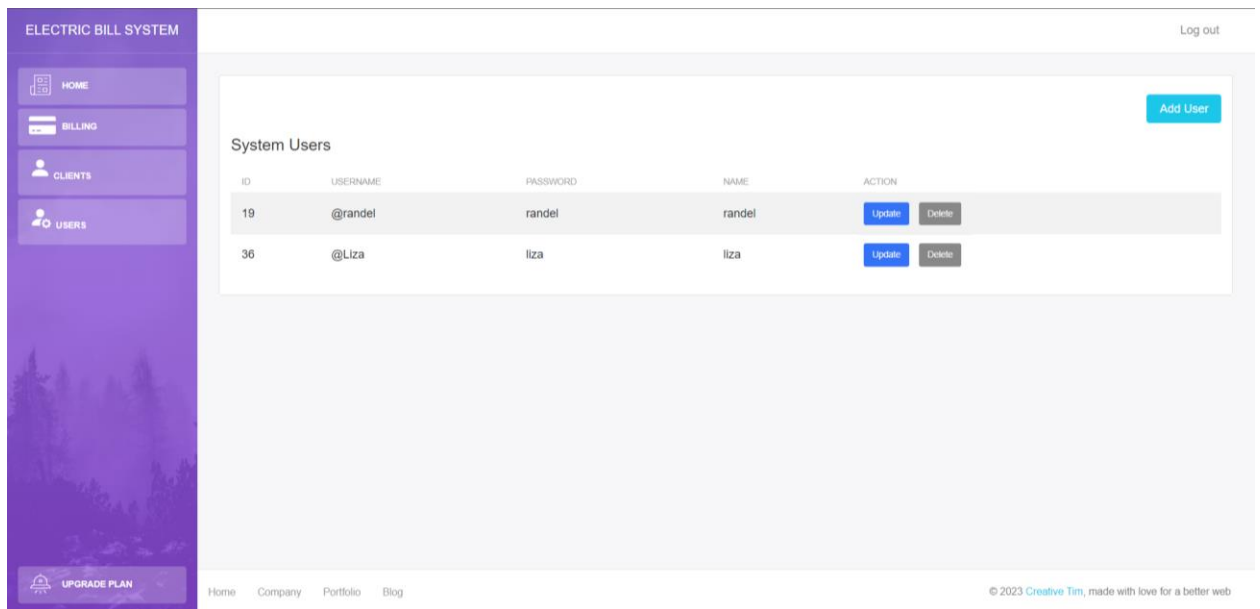 ELECTRIC BILL SYSTEM
Log out
HOME
BILLING
CLIENTS
USERS
Add User
System Users
ID USERNAME PASSWORD NAME ACTION
19 @randel randel randel Update Delete
36 @Liza liza liza Update Delete
UPGRADE PLAN
Home Company Portfolio Blog
© 2023 Creative Tim, made with love for a better web